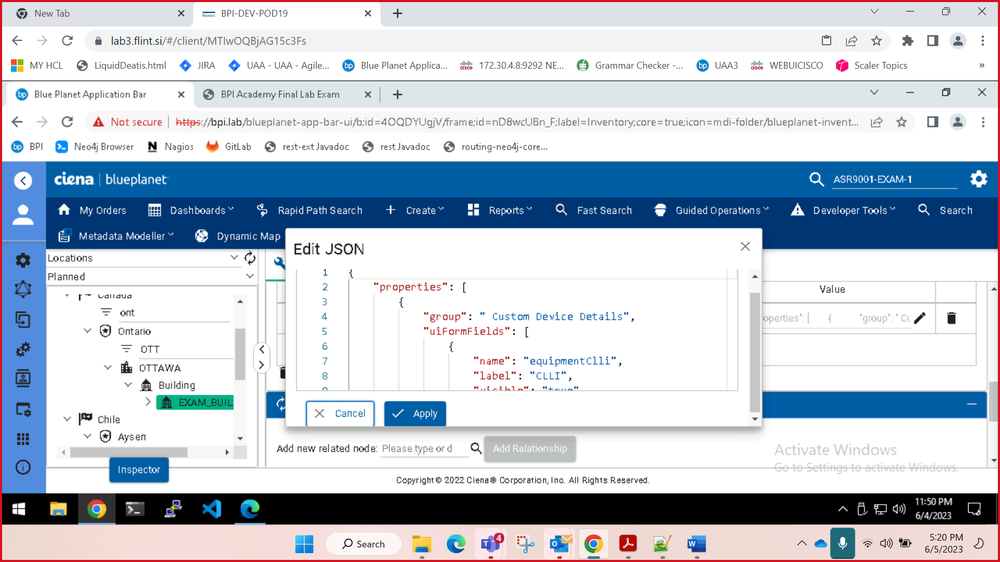 New Tab
BPI-DEV-POD19
lab3.flint.si/#/client/MTIwOQBjAG15c3Fs
MY HCL
LiquidDeatis.html
JIRA
UAA - UAA - Agile...
Blue Planet Applica...
172.30.4.8:9292 NE...
Grammar Checker -...
UAA3
WEBUICISCO
Scaler Topics
»
Blue Planet Application Bar
BPI Academy Final Lab Exam
Not secure
https://bpi.lab/blueplanet-app-bar-ui/b;id=4OQDYUgjV/frame;id=nD8wcUBn_F;label=Inventory;core=true;icon=mdi-folder/blueplanet-invent...
BPI
Neo4j Browser
Nagios
GitLab
rest-ext Javadoc
rest Javadoc
routing-neo4j-core...
ciena | blueplanet
ASR9001-EXAM-1
My Orders
Dashboards
Rapid Path Search
Create
Reports
Fast Search
Guided Operations
Developer Tools
Search
Metadata Modeller
Dynamic Map
Locations
Planned
Canada
ont
Ontario
OTT
OTTAWA
Building
EXAM_BUIL
Chile
Aysen
Inspector
Edit JSON
1 {
2 "properties": [
3 {
4 "group": " Custom Device Details",
5 "uiFormFields": [
6 {
7 "name": "equipmentClli",
8 "label": "CLLI",
9 "visible": "true"
Cancel
Apply
Value
operties": [ { "group": " Cu
Add new related node:
Please type or d
Add Relationship
Activate Windows
Go to Settings to activate Windows.
Copyright © 2022 Ciena® Corporation, Inc. All Rights Reserved.
11:50 PM
6/4/2023
Search
4
5:20 PM
6/5/2023